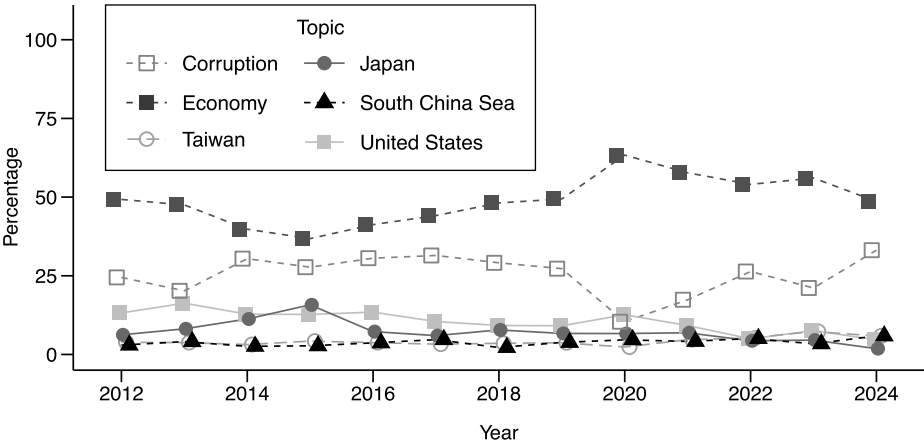 Topic
Corruption
Japan
Economy
South China Sea
Taiwan
United States
100
75
50
25
0
Percentage
2012 2014 2016 2018 2020 2022 2024
Year